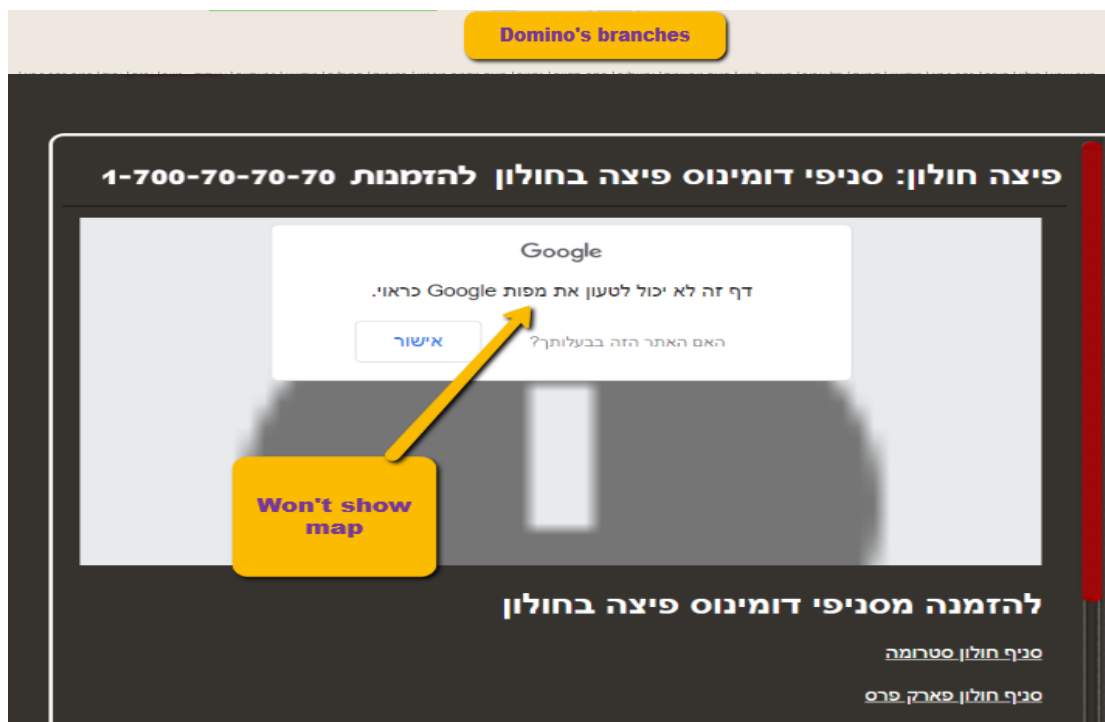 Domino's branches
פיצה חולון: סניפי דומינוס פיצה בחולון להזמנות 1-700-70-70-70
Google
דף זה לא יכול לטעון את מפות Google כראוי.
האם האתר הזה בבעלותך?
אישור
Won't show
map
להזמנה מסניפי דומינוס פיצה בחולון
סניף חולון סטרומה
סניף חולון פארק פרס